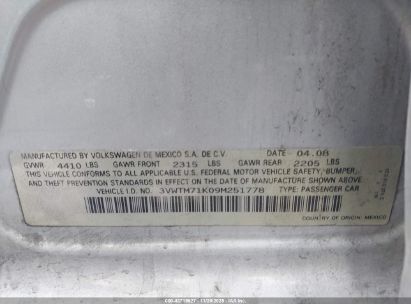 MANUFACTURED BY VOLKSWAGEN DE MEXICO S.A. DE C.V. DATE 04.08
GVWR 4410 LBS GAWR FRONT 2315 LBS GAWR REAR 2205 LBS
THIS VEHICLE CONFORMS TO ALL APPLICABLE U.S. FEDERAL MOTOR VEHICLE SAFETY, BUMPER,
AND THEFT PREVENTION STANDARDS IN EFFECT ON THE DATE OF MANUFACTURE SHOWN ABOVE.
VEHICLE I.D. NO. 3VWTM71K09M251778 TYPE: PASSENGER CAR
COUNTRY OF ORIGIN: MEXICO